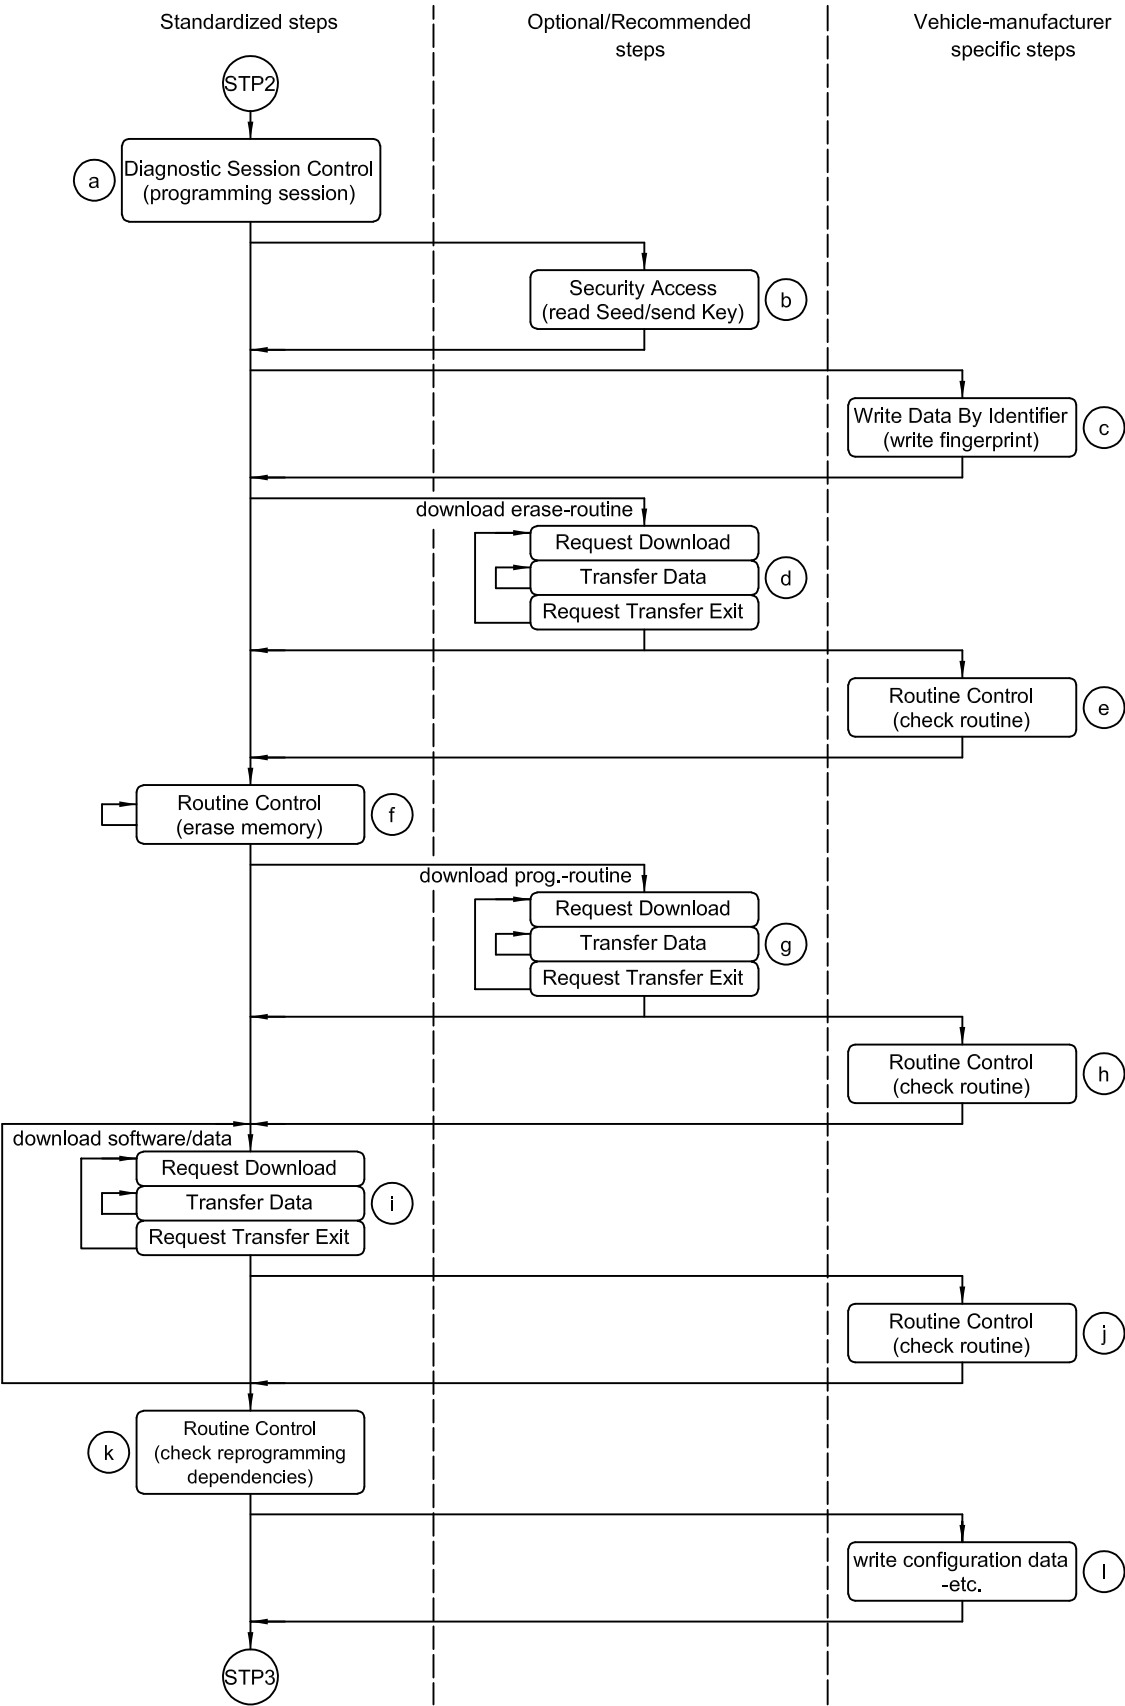 Standardized steps
Optional/Recommended
steps
Vehicle-manufacturer
specific steps
STP2
a
Diagnostic Session Control
(programming session)
Security Access
(read Seed/send Key)
b
Write Data By Identifier
(write fingerprint)
c
download erase-routine
Request Download
Transfer Data
Request Transfer Exit
d
Routine Control
(check routine)
e
Routine Control
(erase memory)
f
download prog.-routine
Request Download
Transfer Data
Request Transfer Exit
g
Routine Control
(check routine)
h
download software/data
Request Download
Transfer Data
Request Transfer Exit
i
Routine Control
(check routine)
j
k
Routine Control
(check reprogramming
dependencies)
write configuration data
-etc.
l
STP3